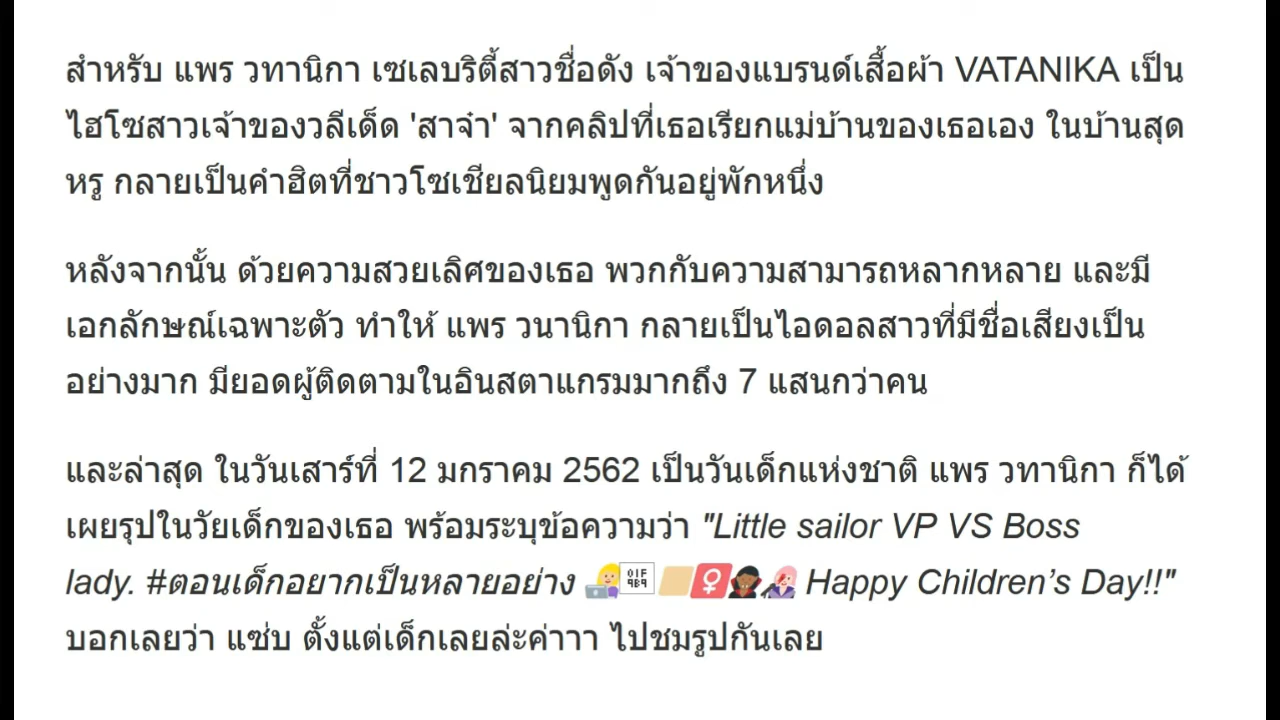 สำหรับ แพร วทานิกา เซเลบริตี้สาวชื่อดัง เจ้าของแบรนด์เสื้อผ้า VATANIKA เป็น
ไฮโซสาวเจ้าของวลีเด็ด 'สาจ๋า' จากคลิปที่เธอเรียกแม่บ้านของเธอเอง ในบ้านสุด
หรู กลายเป็นคำฮิตที่ชาวโซเชียลนิยมพูดกันอยู่พักหนึ่ง
หลังจากนั้น ด้วยความสวยเลิศของเธอ พวกกับความสามารถหลากหลาย และมี
เอกลักษณ์เฉพาะตัว ทำให้ แพร วนานิกา กลายเป็นไอดอลสาวที่มีชื่อเสียงเป็น
อย่างมาก มียอดผู้ติดตามในอินสตาแกรมมากถึง 7 แสนกว่าคน
และล่าสุด ในวันเสาร์ที่ 12 มกราคม 2562 เป็นวันเด็กแห่งชาติ แพร วทานิกา ก็ได้
เผยรูปในวัยเด็กของเธอ พร้อมระบุข้อความว่า "Little sailor VP VS Boss
lady. #ตอนเด็กอยากเป็นหลายอย่าง Happy Children’s Day!!"
บอกเลยว่า แซ่บ ตั้งแต่เด็กเลยล่ะค่าาา ไปชมรูปกันเลย